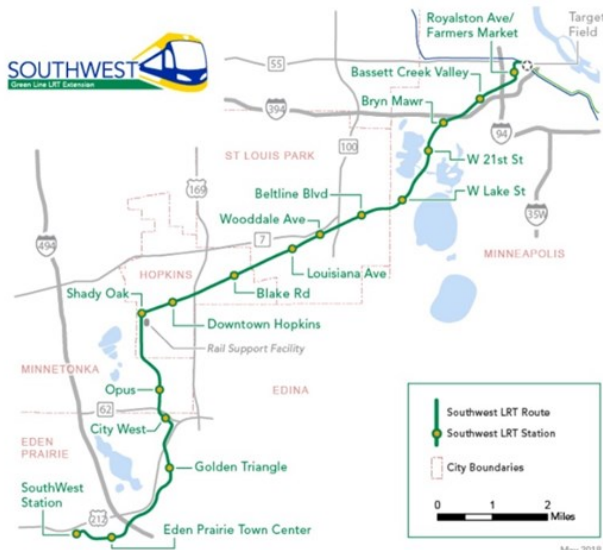 SOUTHWEST
Green Line LRT Extension
Royalston Ave/
Farmers Market
Target
Field
55
Bassett Creek Valley
394
Bryn Mawr
94
ST LOUIS PARK
100
W 21st St
169
Beltline Blvd
W Lake St
35W
Wooddale Ave
494
7
MINNEAPOLIS
HOPKINS
Louisiana Ave
Shady Oak
Blake Rd
Downtown Hopkins
Rail Support Facility
MINNETONKA
Opus
EDINA
62
City West
EDEN
PRAIRIE
Golden Triangle
SouthWest
Station
212
Eden Prairie Town Center
Southwest LRT Route
Southwest LRT Station
City Boundaries
0 1 2
Miles